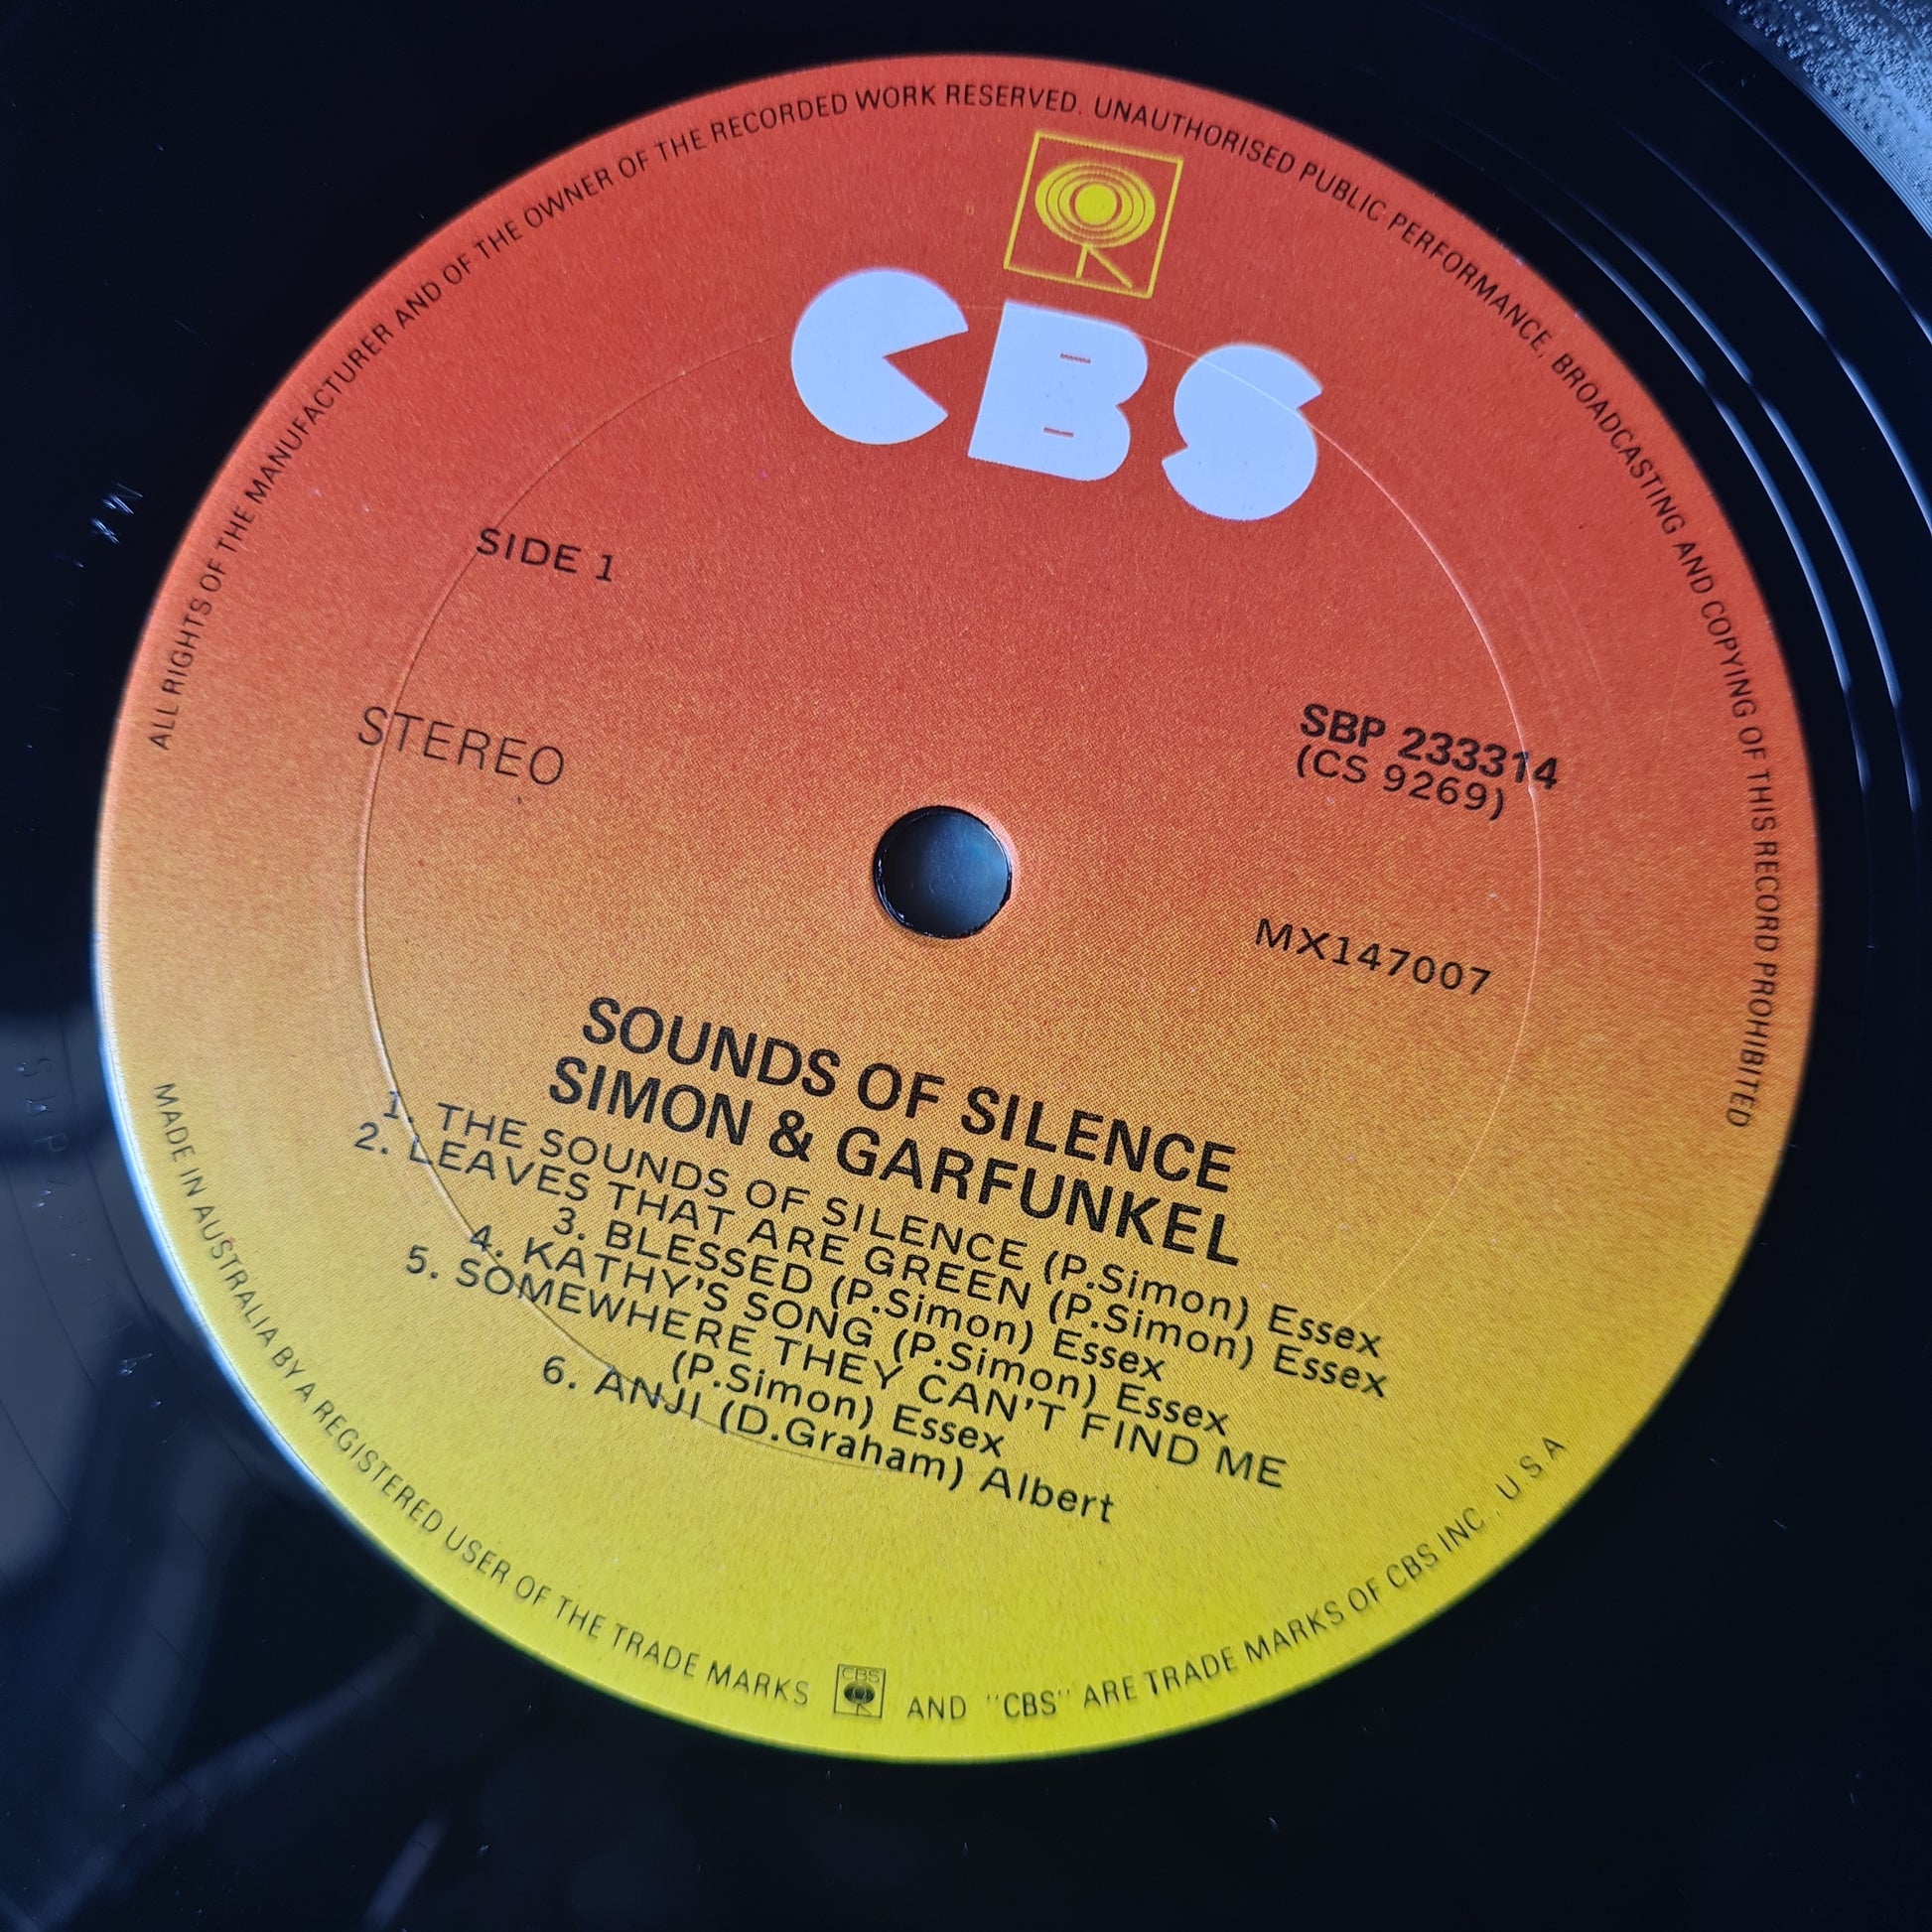 ALL RIGHTS OF THE MANUFACTURER AND OF THE OWNER OF THE RECORDED WORK RESERVED. UNAUTHORISED PUBLIC PERFORMANCE, BROADCASTING AND COPYING OF THIS RECORD PROHIBITED
CBS
SIDE 1
STEREO
SBP 233314
(CS 9269)
MX147007
SOUNDS OF SILENCE
SIMON & GARFUNKEL
1. THE SOUNDS OF SILENCE (P.Simon) Essex
2. LEAVES THAT ARE GREEN (P.Simon) Essex
3. BLESSED (P.Simon) Essex
4. KATHY'S SONG (P.Simon) Essex
5. SOMEWHERE THEY CAN'T FIND ME
(P.Simon) Essex
6. ANJI (D.Graham) Albert
MADE IN AUSTRALIA BY A REGISTERED USER OF THE TRADE MARKS CBS AND "CBS" ARE TRADE MARKS OF CBS INC. U S A